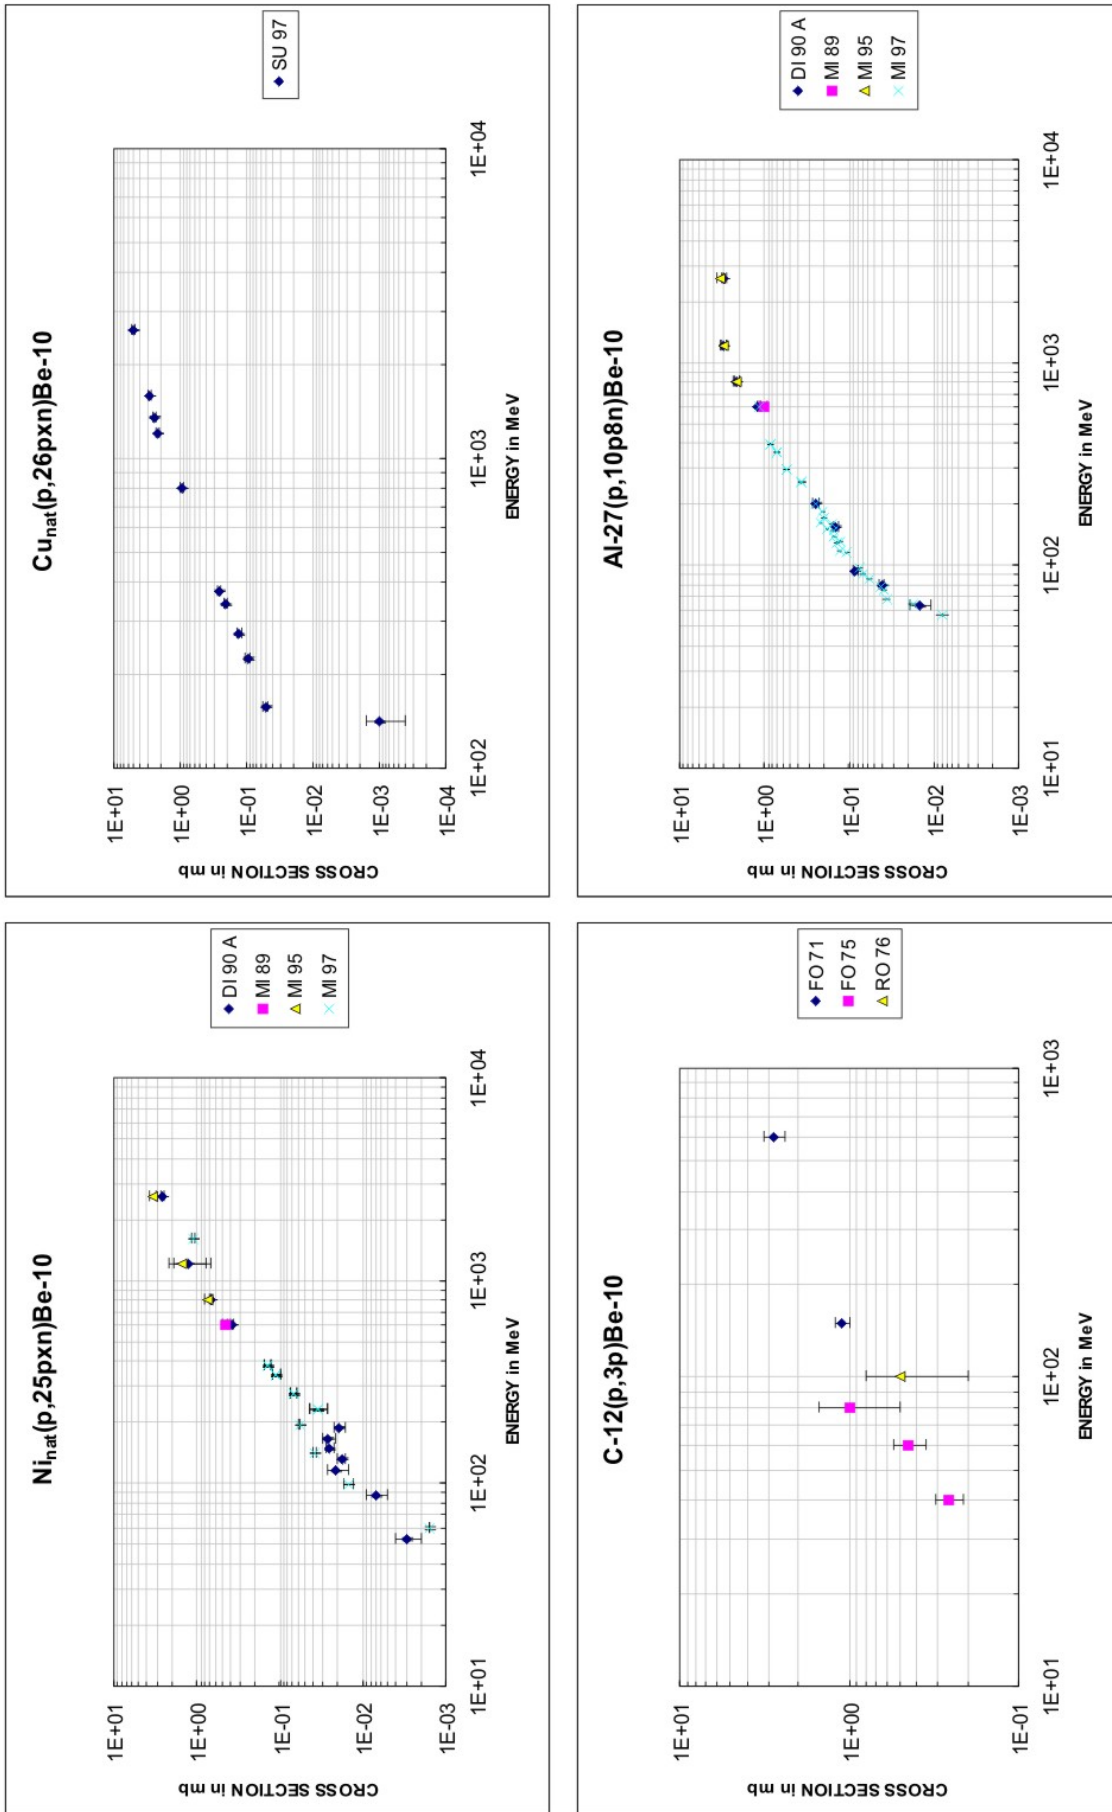 Ni_nat(p,25pxn)Be-10
CROSS SECTION in mb
1E+01
1E+00
1E-01
1E-02
1E-03
1E+01
1E+02
1E+03
1E+04
ENERGY in MeV
DI 90 A
MI 89
MI 95
MI 97
Cu_nat(p,26pxn)Be-10
CROSS SECTION in mb
1E+01
1E+00
1E-01
1E-02
1E-03
1E-04
1E+02
1E+03
1E+04
ENERGY in MeV
SU 97
C-12(p,3p)Be-10
CROSS SECTION in mb
1E+01
1E+00
1E-01
1E+01
1E+02
1E+03
ENERGY in MeV
FO 71
FO 75
RO 76
Al-27(p,10p8n)Be-10
CROSS SECTION in mb
1E+01
1E+00
1E-01
1E-02
1E-03
1E+01
1E+02
1E+03
1E+04
ENERGY in MeV
DI 90 A
MI 89
MI 95
MI 97